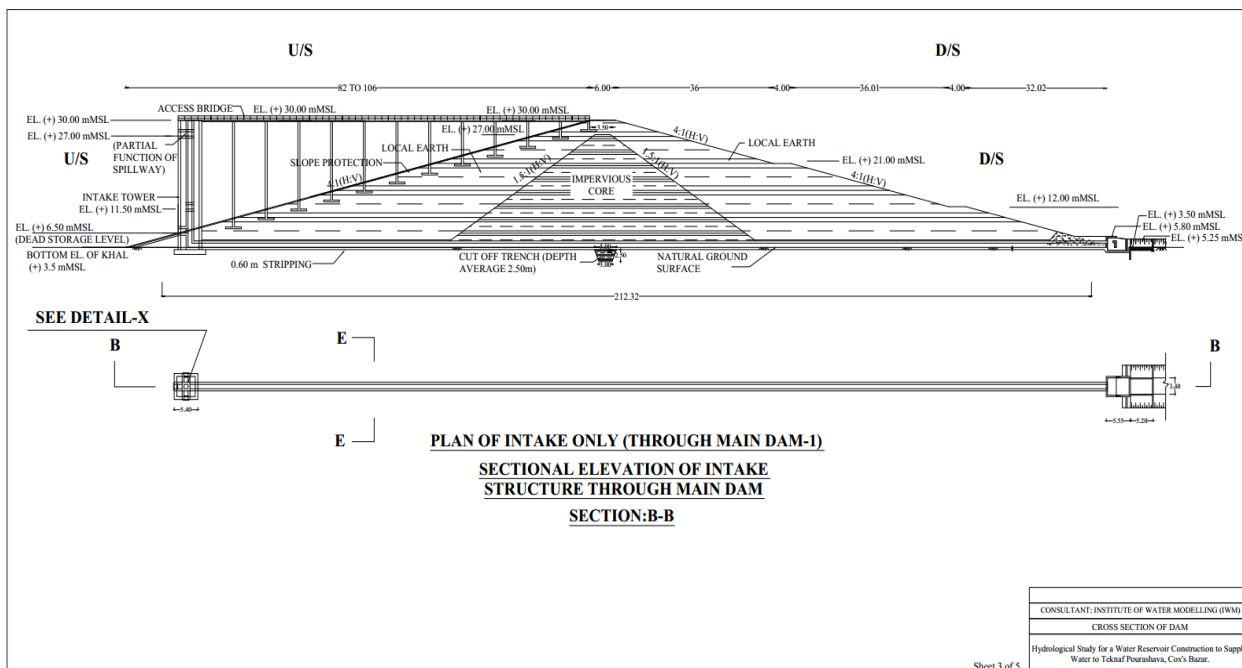 U/S
D/S
82 TO 106
6.00
36
4.00
36.01
4.00
32.02
ACCESS BRIDGE
EL. (+) 30.00 mMSL
EL. (+) 30.00 mMSL
EL. (+) 30.00 mMSL
3.50
EL. (+) 27.00 mMSL
EL. (+) 27.00 mMSL
4:1(H:V)
(PARTIAL
FUNCTION OF
SPILLWAY)
LOCAL EARTH
LOCAL EARTH
U/S
D/S
SLOPE PROTECTION
EL. (+) 21.00 mMSL
4:1(H:V)
1.5:1(H:V)
1.5:1(H:V)
4:1(H:V)
IMPERVIOUS
CORE
INTAKE TOWER
EL. (+) 11.50 mMSL
EL. (+) 12.00 mMSL
EL. (+) 6.50 mMSL
(DEAD STORAGE LEVEL)
EL. (+) 3.50 mMSL
EL. (+) 5.80 mMSL
EL. (+) 5.25 mMS
BOTTOM EL. OF KHAL
(+) 3.5 mMSL
0.60 m STRIPPING
CUT OFF TRENCH (DEPTH
AVERAGE 2.50m)
2.50
3.00
NATURAL GROUND
SURFACE
212.32
SEE DETAIL-X
B
E
B
5.40
3.40
5.55
5.20
E
PLAN OF INTAKE ONLY (THROUGH MAIN DAM-1)
SECTIONAL ELEVATION OF INTAKE
STRUCTURE THROUGH MAIN DAM
SECTION:B-B
CONSULTANT: INSTITUTE OF WATER MODELLING (IWM)
CROSS SECTION OF DAM
Hydrological Study for a Water Reservoir Construction to Suppl
Water to Teknaf Pourashava, Cox's Bazar.
Sheet 3 of 5